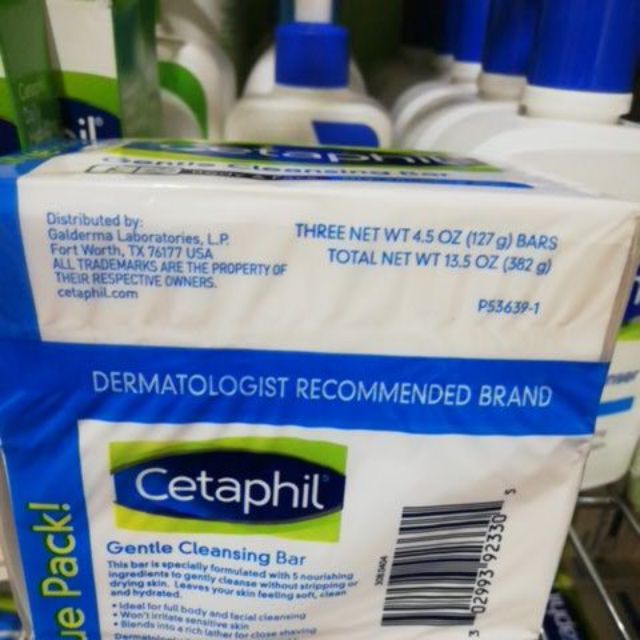 il
Cetaphil
Gentle Cleansing Bar
Distributed by:
Galderma Laboratories, L.P.
Fort Worth, TX 76177 USA
ALL TRADEMARKS ARE THE PROPERTY OF
THEIR RESPECTIVE OWNERS.
cetaphil.com
THREE NET WT 4.5 OZ (127 g) BARS
TOTAL NET WT 13.5 OZ (382 g)
P53639-1
DERMATOLOGIST RECOMMENDED BRAND
ue Pack!
Cetaphil
Gentle Cleansing Bar
This bar is specially formulated with 5 nourishing
ingredients to gently cleanse without stripping or
drying skin. Leaves your skin feeling soft, clean
and hydrated.
• Ideal for full body and facial cleansing
• Won't irritate sensitive skin
• Blends into a rich lather for close shaving
3 02993 92330 5